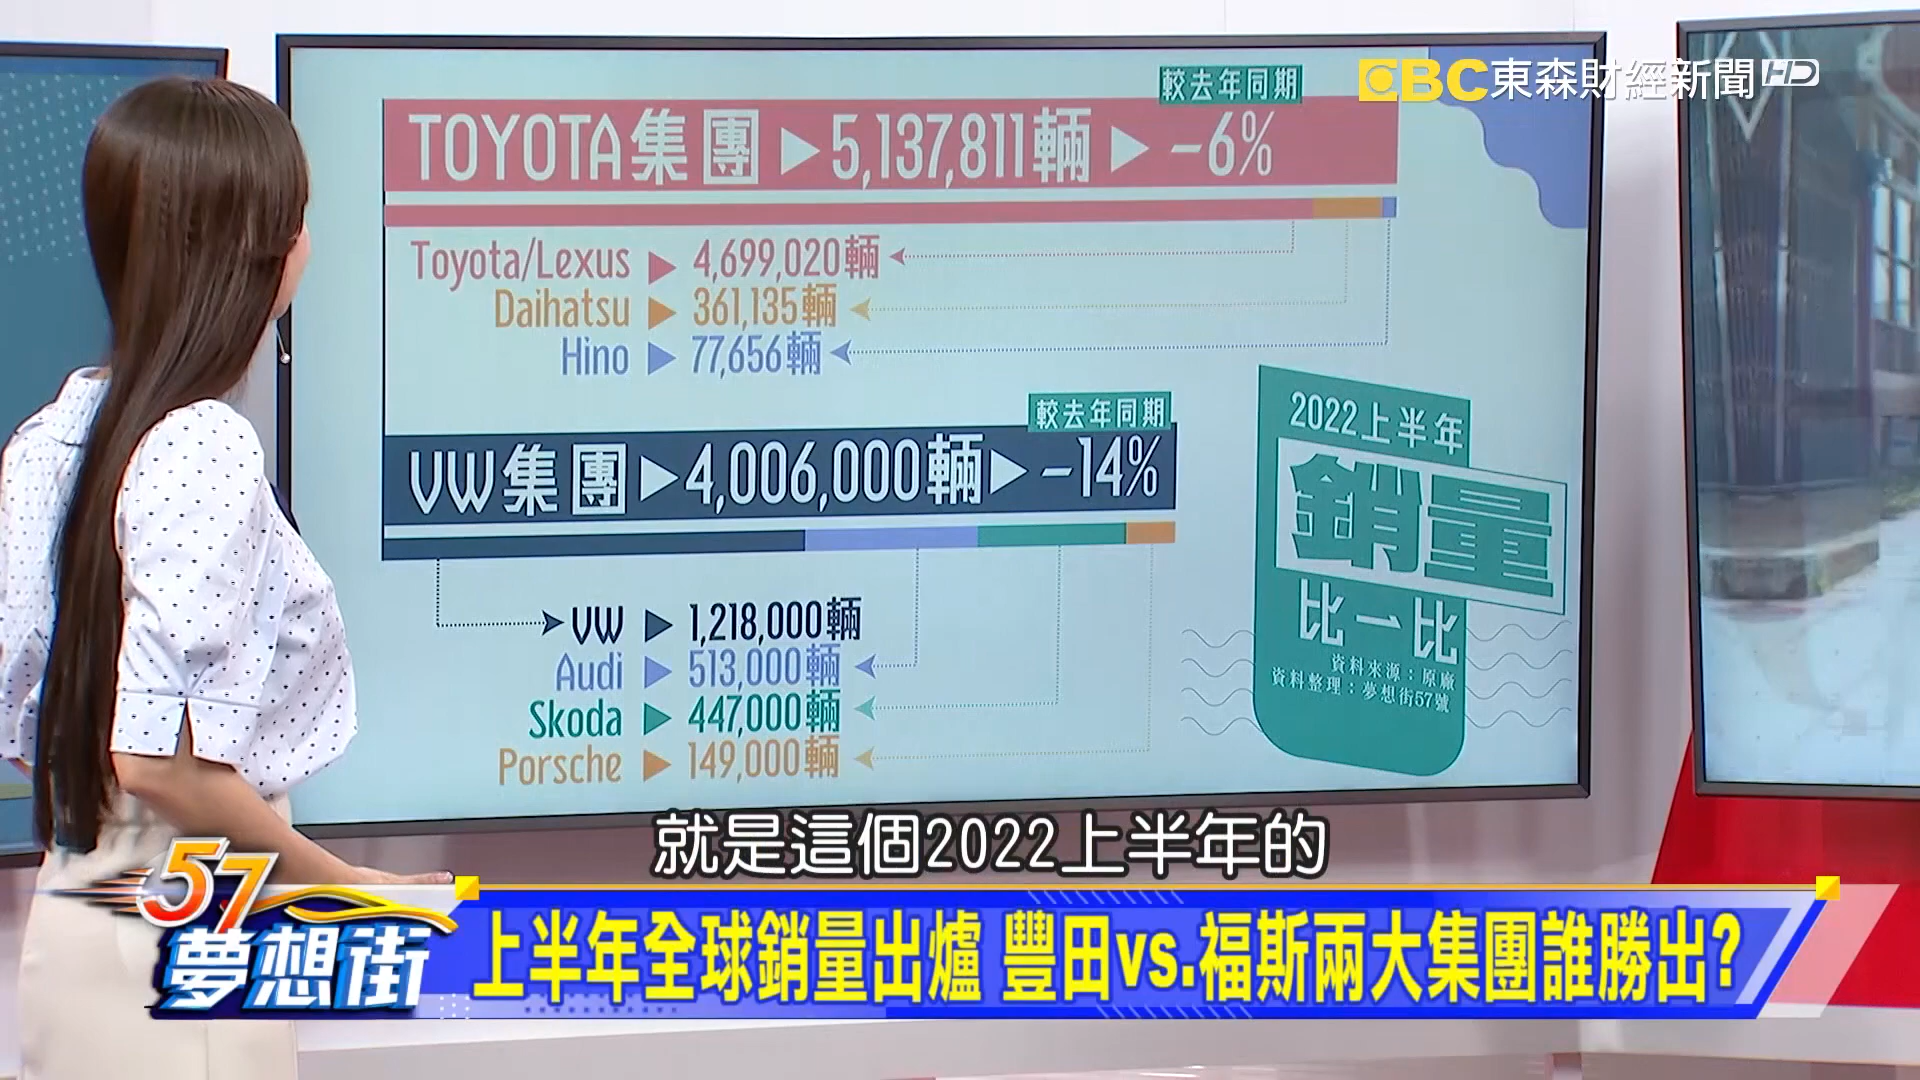 EBC東森財經新聞HD
較去年同期
TOYOTA集團▶5,137,811輛▶-6%
Toyota/Lexus ▶ 4,699,020輛
Daihatsu ▶ 361,135輛
Hino ▶ 77,656輛
較去年同期
VW集團▶4,006,000輛▶-14%
VW ▶ 1,218,000輛
Audi ▶ 513,000輛
Skoda ▶ 447,000輛
Porsche ▶ 149,000輛
2022上半年
銷量
比一比
資料來源：原廠
資料整理：夢想街57號
就是這個2022上半年的
57
夢想街
上半年全球銷量出爐 豐田vs.福斯兩大集團誰勝出?